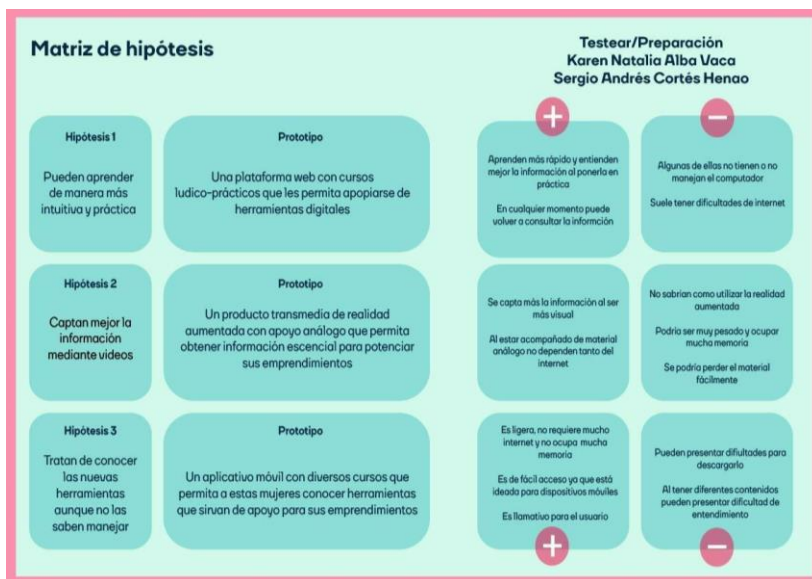 Matriz de hipótesis
Testear/Preparación
Karen Natalia Alba Vaca
Sergio Andrés Cortés Henao
+
−
Hipótesis 1
Pueden aprender
de manera más
intuitiva y práctica
Prototipo
Una plataforma web con cursos
ludico-prácticos que les permita apopiarse de
herramientas digitales
Aprenden más rápido y entienden
mejor la información al ponerla en
práctica
En cualquier momento puede
volver a consultar la informción
Algunas de ellas no tienen o no
manejan el computador
Suele tener dificultades de internet
Hipótesis 2
Captan mejor la
información
mediante videos
Prototipo
Un producto transmedia de realidad
aumentada con apoyo análogo que permita
obtener información escencial para potenciar
sus emprendimientos
Se capta más la información al ser
más visual
Al estar acompañado de material
análogo no dependen tanto del
internet
No sabrian como utilizar la realidad
aumentada
Podría ser muy pesado y ocupar
mucha memoria
Se podría perder el material
fácilmente
Hipótesis 3
Tratan de conocer
las nuevas
herramientas
aunque no las
saben manejar
Prototipo
Un aplicativo móvil con diversos cursos que
permita a estas mujeres conocer herramientas
que sirvan de apoyo para sus emprendimientos
Es ligera, no requiere mucho
internet y no ocupa mucha
memoria
Es de fácil acceso ya que está
ideada para dispositivos móviles
Es llamativo para el usuario
Pueden presentar difiultades para
descargarlo
Al tener diferentes contenidos
pueden presentar dificultad de
entendimiento
+
−